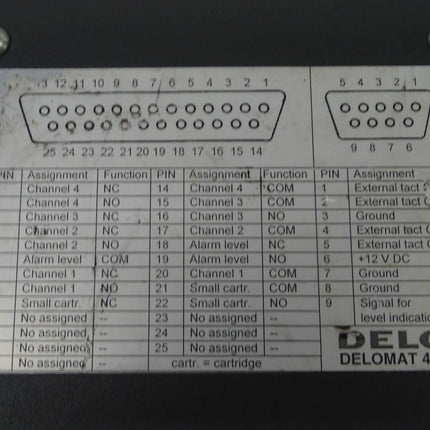 3 12 11 10 9 8 7 6 5 4 3 2 1
25 24 23 22 21 20 19 18 17 16 15 14
5 4 3 2 1
9 8 7 6
PIN Assignment Function PIN Assignment Function PIN Assignment
Channel 4 NC 14 Channel 4 COM 1 External tact
Channel 4 NO 15 Channel 3 COM 2 External tact
Channel 3 NC 16 Channel 3 NO 3 Ground
Channel 2 NC 17 Channel 2 COM 4 External tact
Channel 2 NO 18 Alarm level NC 5 External tact
Alarm level COM 19 Alarm level NO 6 +12 V DC
Channel 1 NC 20 Channel 1 COM 7 Ground
Channel 1 NO 21 Small cartr. COM 8 Ground
Small cartr. NC 22 Small cartr. NO 9 Signal for
No assigned -- 23 No assigned -- level indicatio
No assigned -- 24 No assigned --
No assigned -- 25 No assigned --
No assigned -- cartr. = cartridge
DELO
DELOMAT 4